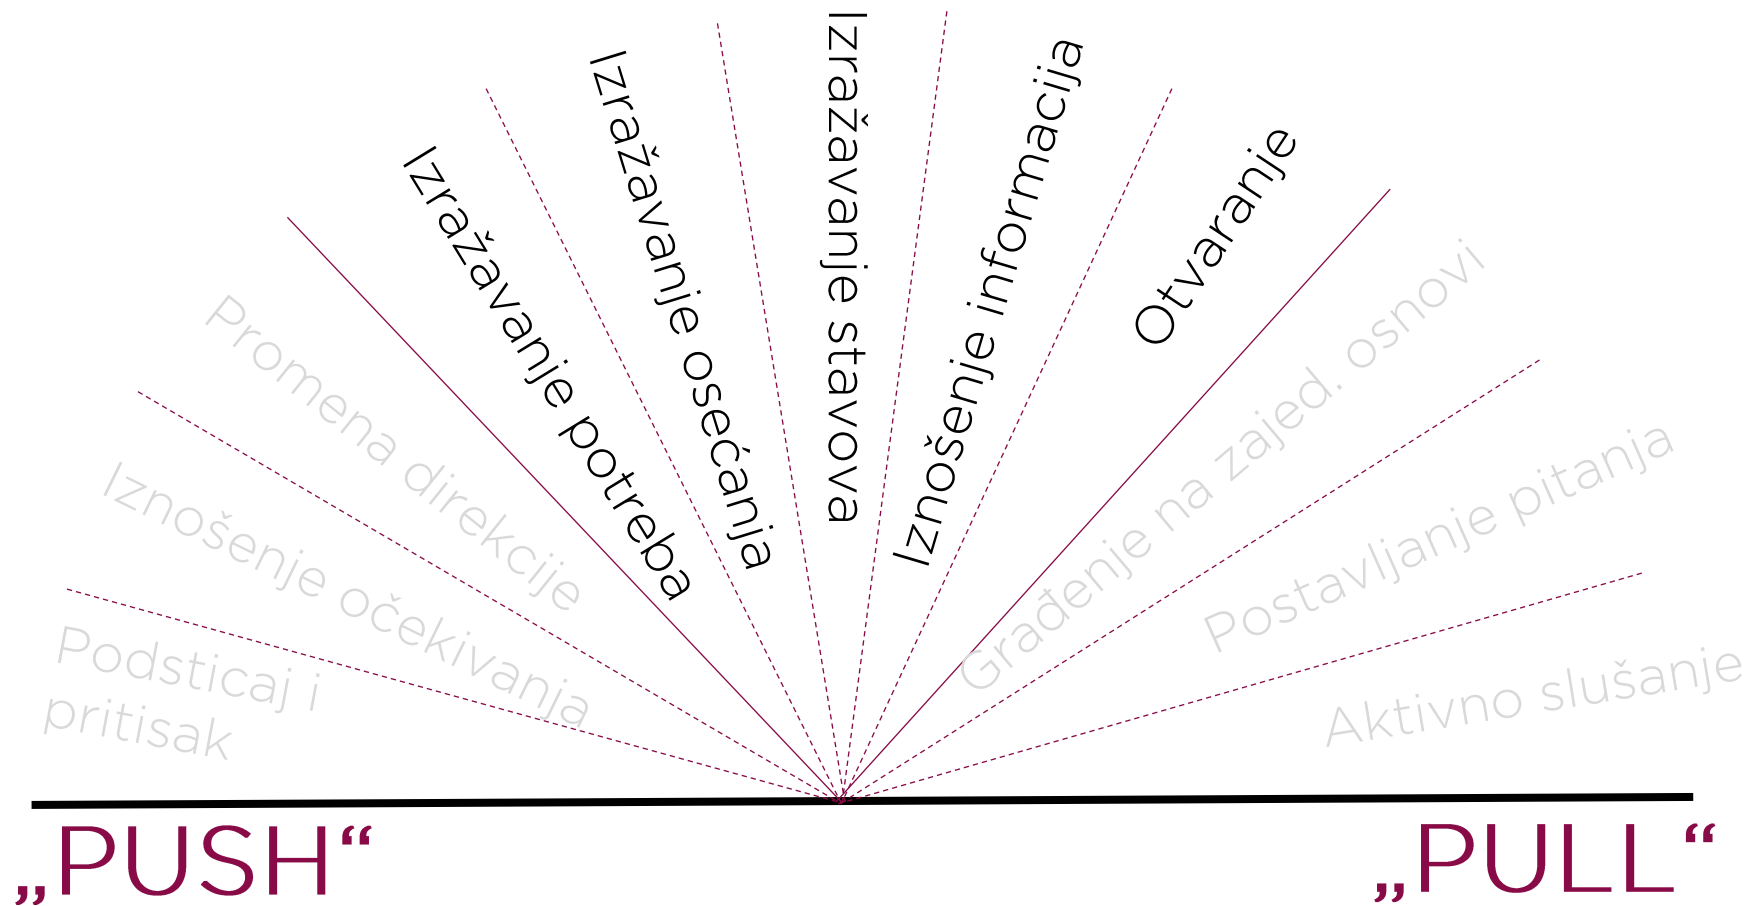 Podsticaj i
pritisak
Iznošenje očekivanja
Promena direkcije
Izražavanje potreba
Izražavanje osećanja
Izražavanje stavova
Iznošenje informacija
Otvaranje
Građenje na zajed. osnovi
Postavljanje pitanja
Aktivno slušanje
„PUSH“
„PULL“